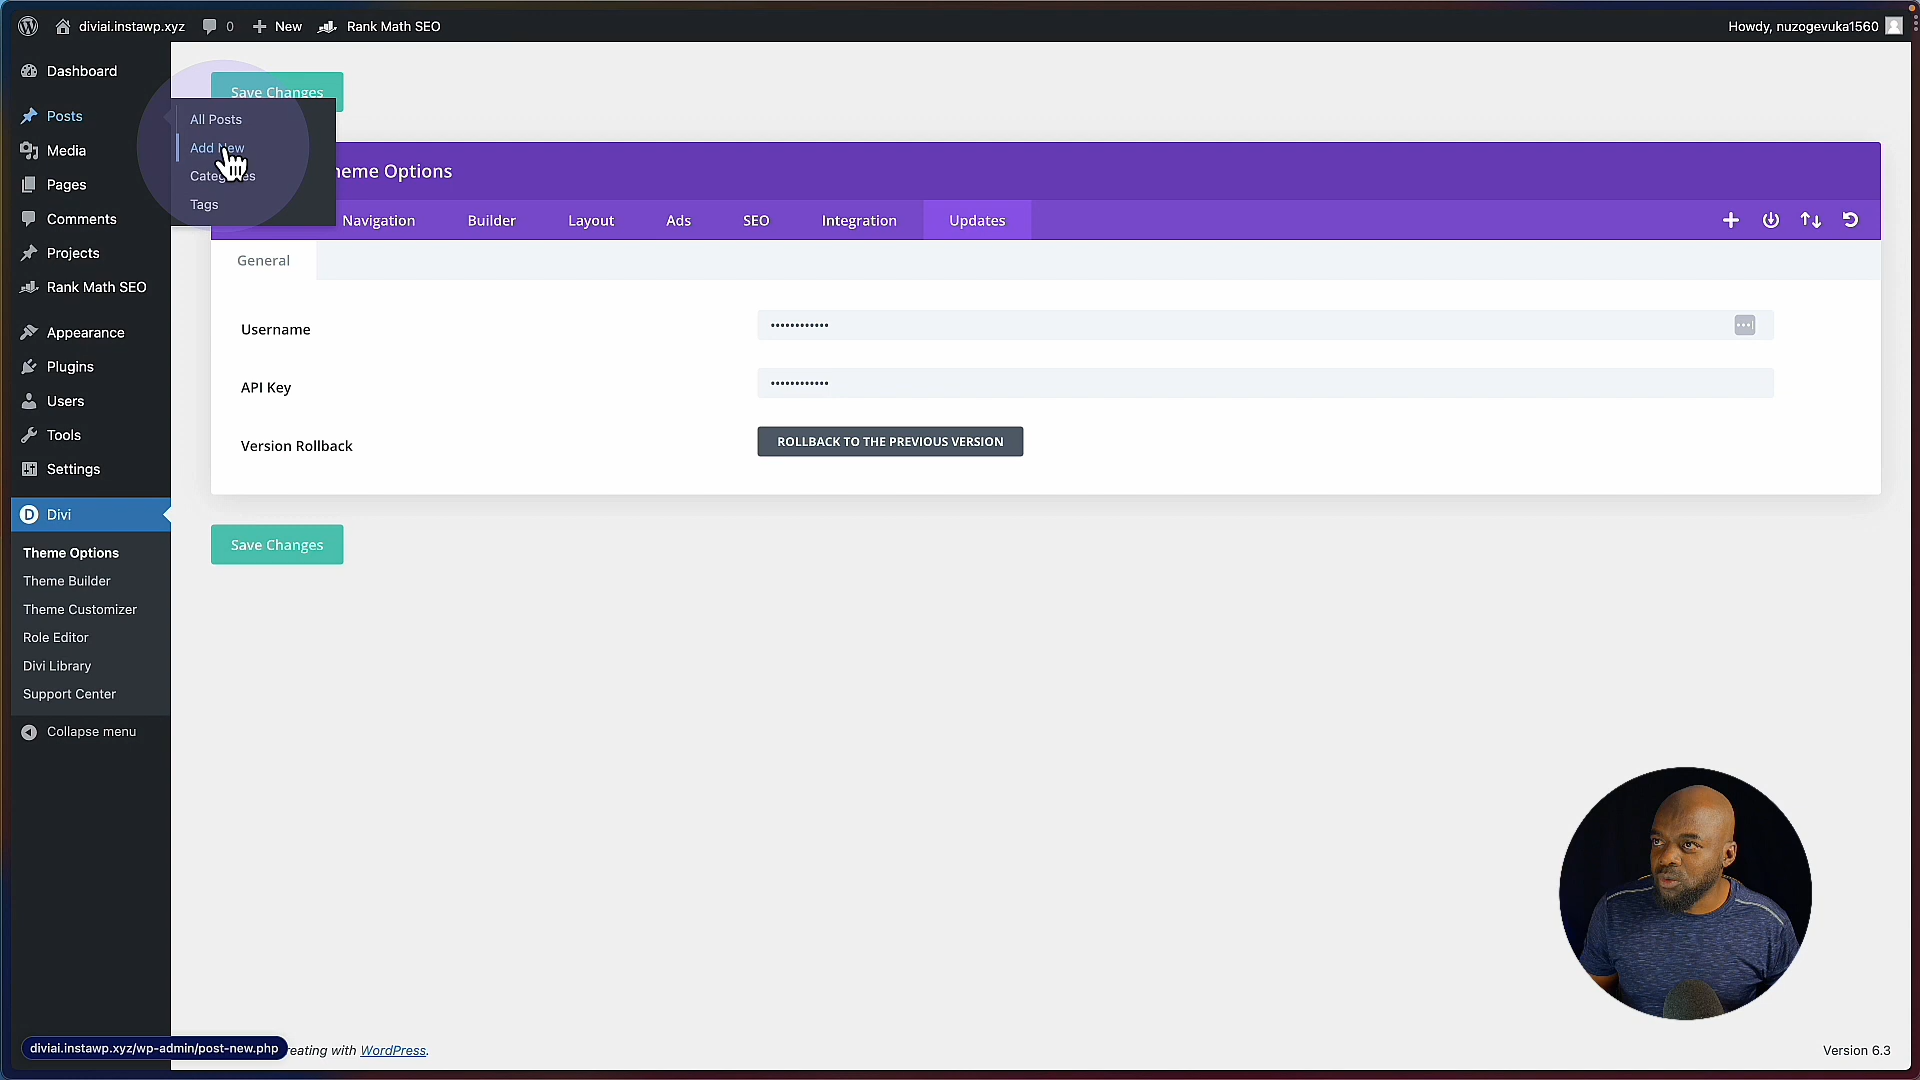 diviai.instawp.xyz 0 New Rank Math SEO
Howdy, nuzogevuka1560
Dashboard
Posts
Media
Pages
Comments
Projects
Rank Math SEO
Appearance
Plugins
Users
Tools
Settings
D Divi
Theme Options
Theme Builder
Theme Customizer
Role Editor
Divi Library
Support Center
Collapse menu
Save Changes
All Posts
Add New
Categories
Tags
heme Options
Navigation Builder Layout Ads SEO Integration Updates
General
Username ••••••••••••
API Key ••••••••••••
Version Rollback ROLLBACK TO THE PREVIOUS VERSION
Save Changes
diviai.instawp.xyz/wp-admin/post-new.php
reating with WordPress.
Version 6.3